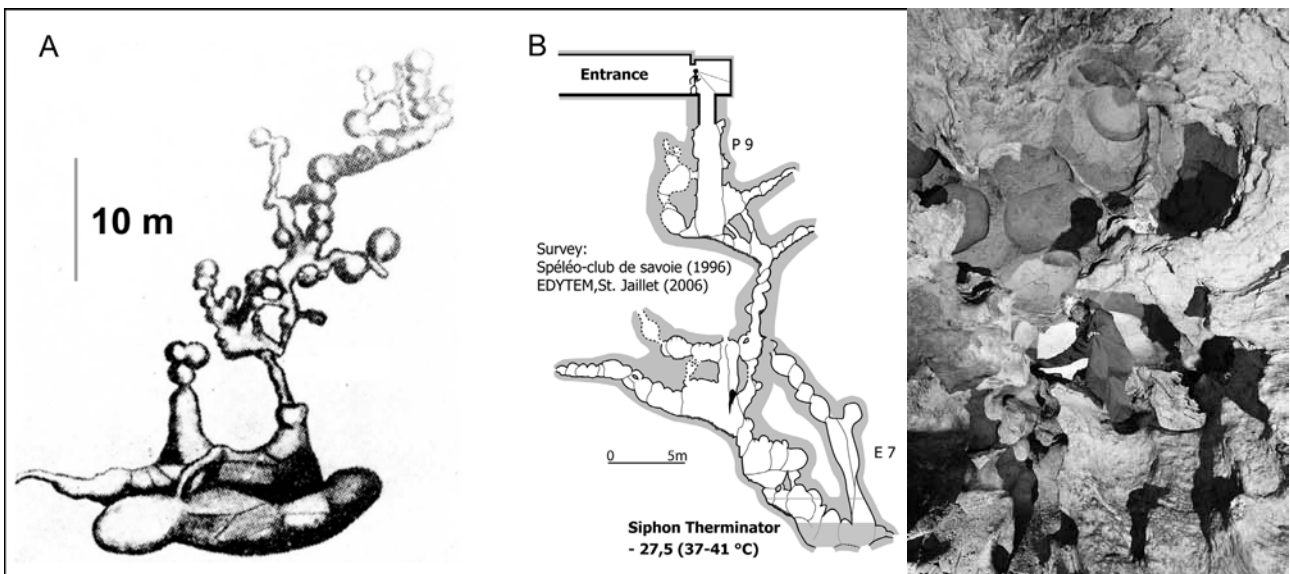 A
10 m
B
Entrance
P 9
Survey:
Spéléo-club de savoie (1996)
EDYTEM,St. Jaillet (2006)
0 5m
E 7
Siphon Therminator
- 27,5 (37-41 °C)